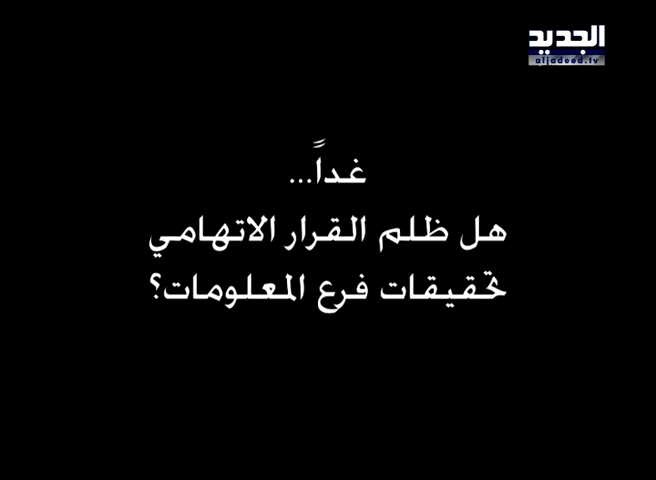 الجديد
aljadeed.tv
غداً...
هل ظلم القرار الاتهامي
تحقيقات فرع المعلومات؟